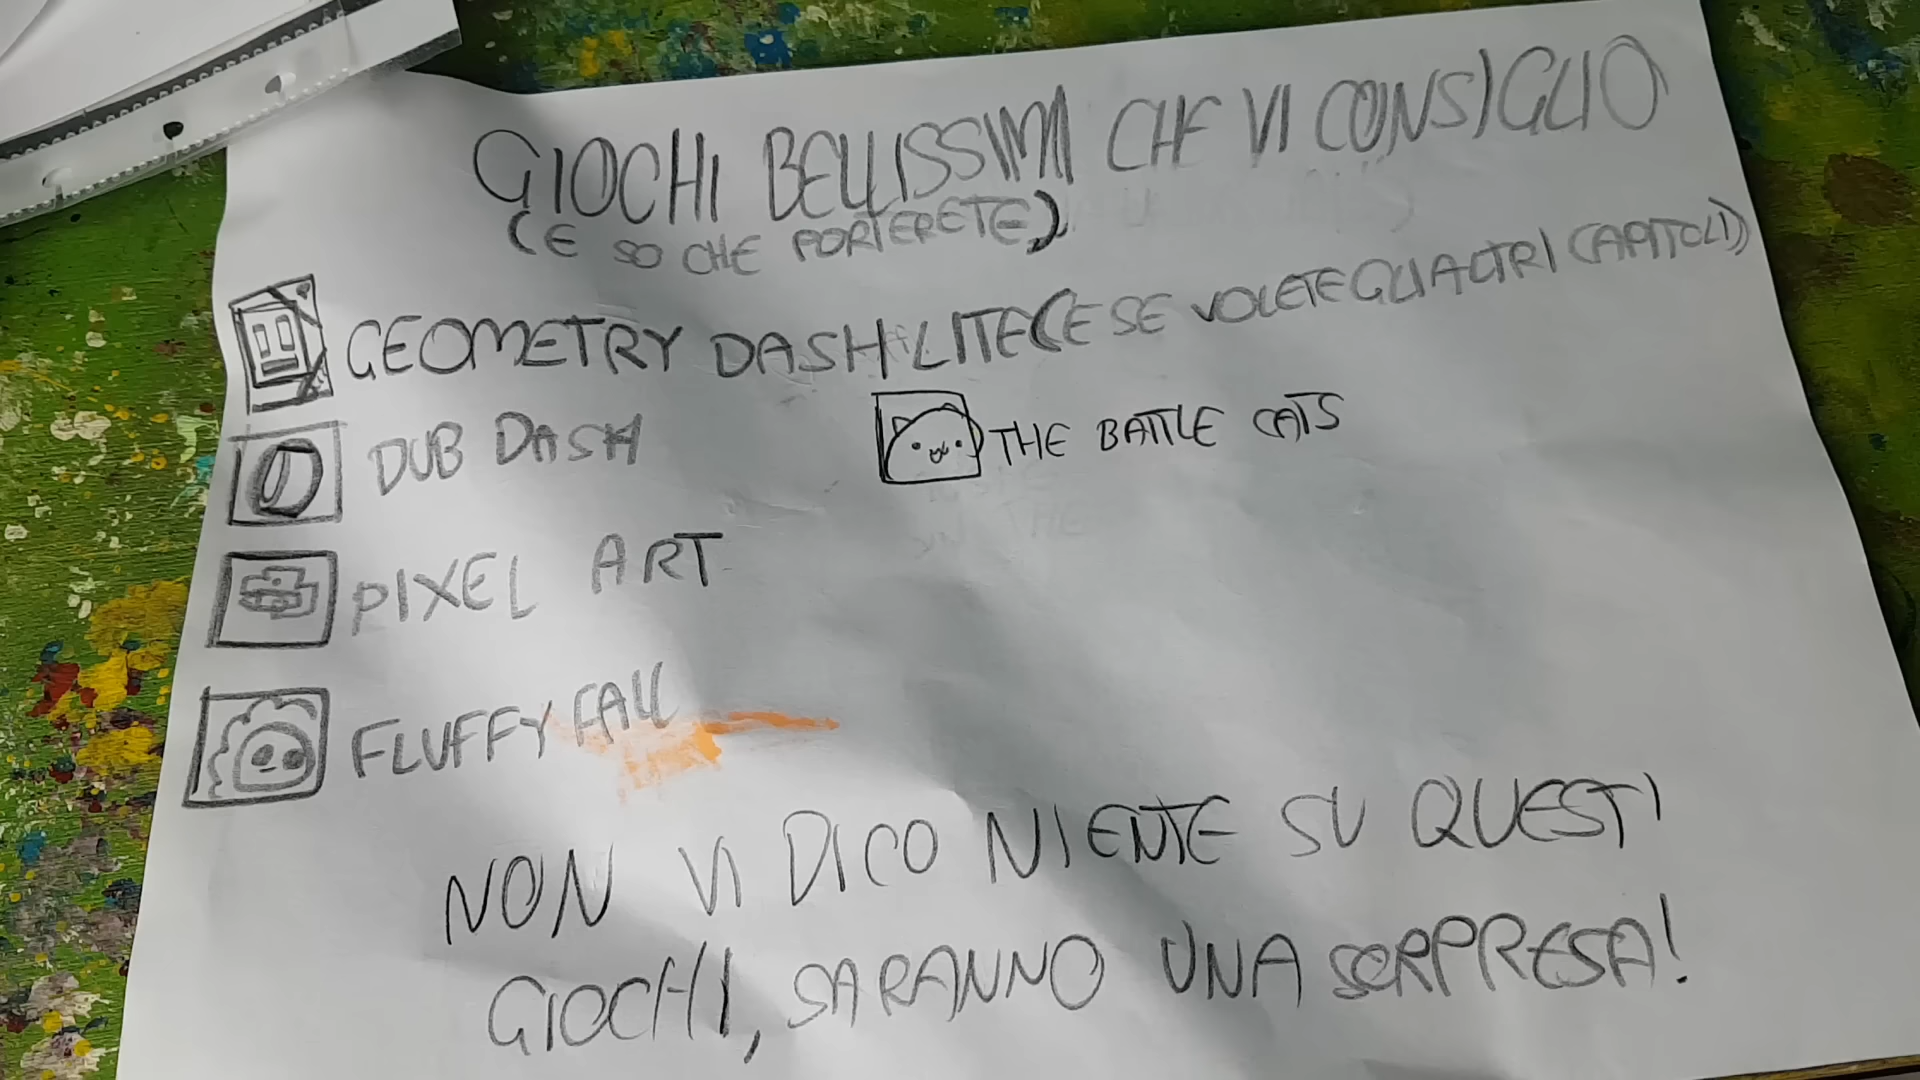 GIOCHI BELLISSIMI CHE VI CONSIGLIO
(E SO CHE PORTERETE)
GEOMETRY DASH LITE (E SE VOLETE GLI ALTRI CAPITOLI)
DUB DASH
THE BATTLE CATS
PIXEL ART
FLUFFY FALL
NON VI DICO NIENTE SU QUESTI
GIOCHI, SARANNO UNA SORPRESA!